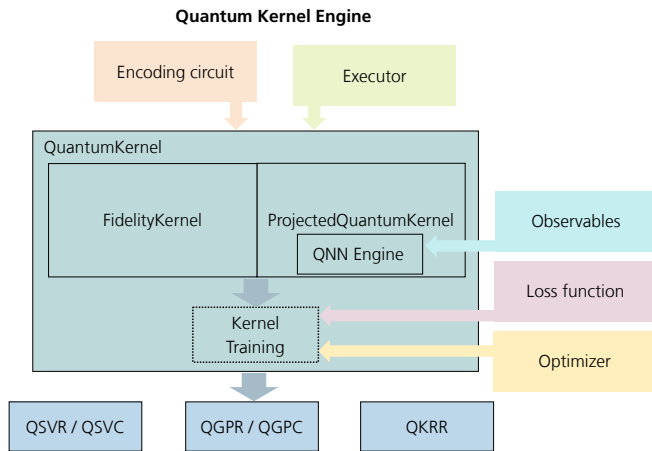 Quantum Kernel Engine
Encoding circuit
Executor
QuantumKernel
FidelityKernel
ProjectedQuantumKernel
QNN Engine
Observables
Loss function
Kernel
Training
Optimizer
QSVR / QSVC
QGPR / QGPC
QKRR